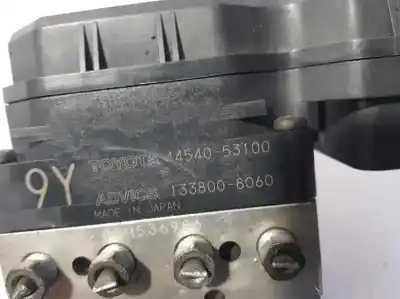 TOYOTA 44540-53100
9Y
ADVICS 133800-8060
MADE IN JAPAN